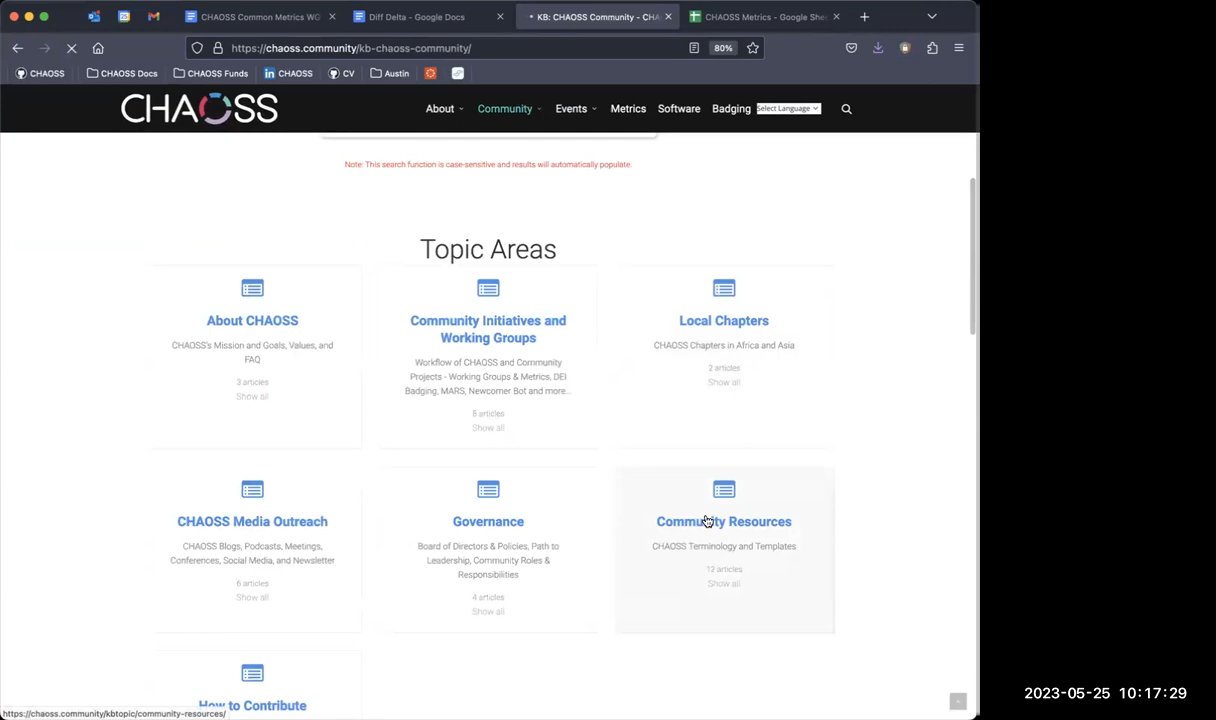 CHAOSS Common Metrics WG
Diff Delta - Google Docs
KB: CHAOSS Community - CHA
CHAOSS Metrics - Google She
https://chaoss.community/kb-chaoss-community/
80%
CHAOSS
CHAOSS Docs
CHAOSS Funds
CHAOSS
CV
Austin
CHAOSS
About
Community
Events
Metrics
Software
Badging
Select Language
Note: This search function is case-sensitive and results will automatically populate.
Topic Areas
About CHAOSS
CHAOSS's Mission and Goals, Values, and
FAQ
3 articles
Show all
Community Initiatives and
Working Groups
Workflow of CHAOSS and Community
Projects - Working Groups & Metrics, DEI
Badging, MARS, Newcomer Bot and more...
8 articles
Show all
Local Chapters
CHAOSS Chapters in Africa and Asia
2 articles
Show all
CHAOSS Media Outreach
CHAOSS Blogs, Podcasts, Meetings,
Conferences, Social Media, and Newsletter
6 articles
Show all
Governance
Board of Directors & Policies, Path to
Leadership, Community Roles &
Responsibilities
4 articles
Show all
Community Resources
CHAOSS Terminology and Templates
12 articles
Show all
How to Contribute
https://chaoss.community/kbtopic/community-resources/
2023-05-25 10:17:29